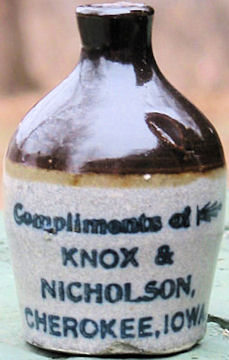 Compliments of
KNOX &
NICHOLSON,
CHEROKEE, IOWA